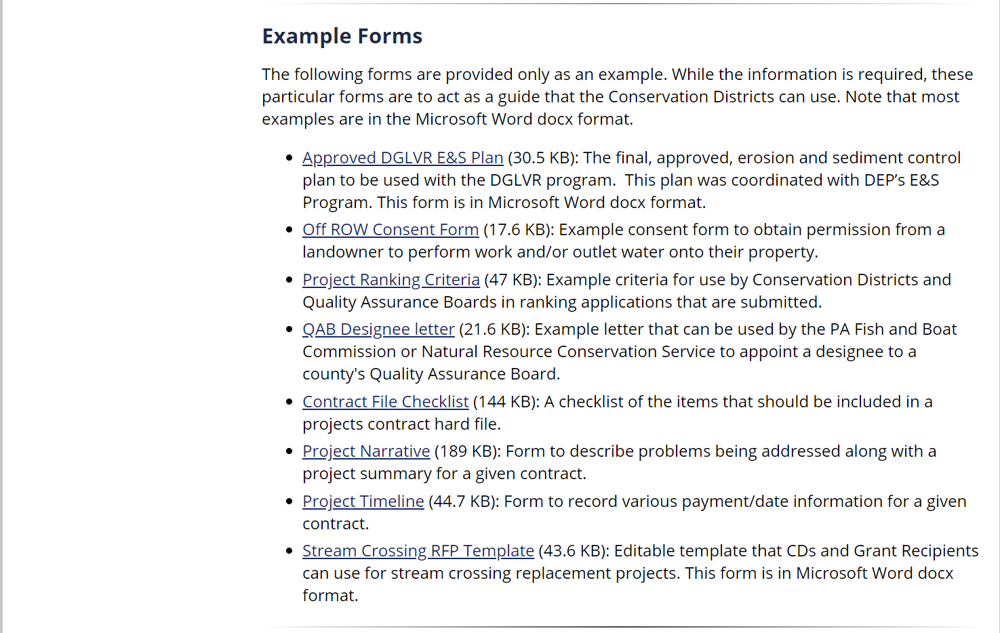 Example Forms
The following forms are provided only as an example. While the information is required, these
particular forms are to act as a guide that the Conservation Districts can use. Note that most
examples are in the Microsoft Word docx format.
• Approved DGLVR E&S Plan (30.5 KB): The final, approved, erosion and sediment control
plan to be used with the DGLVR program.  This plan was coordinated with DEP’s E&S
Program. This form is in Microsoft Word docx format.
• Off ROW Consent Form (17.6 KB): Example consent form to obtain permission from a
landowner to perform work and/or outlet water onto their property.
• Project Ranking Criteria (47 KB): Example criteria for use by Conservation Districts and
Quality Assurance Boards in ranking applications that are submitted.
• QAB Designee letter (21.6 KB): Example letter that can be used by the PA Fish and Boat
Commission or Natural Resource Conservation Service to appoint a designee to a
county's Quality Assurance Board.
• Contract File Checklist (144 KB): A checklist of the items that should be included in a
projects contract hard file.
• Project Narrative (189 KB): Form to describe problems being addressed along with a
project summary for a given contract.
• Project Timeline (44.7 KB): Form to record various payment/date information for a given
contract.
• Stream Crossing RFP Template (43.6 KB): Editable template that CDs and Grant Recipients
can use for stream crossing replacement projects. This form is in Microsoft Word docx
format.